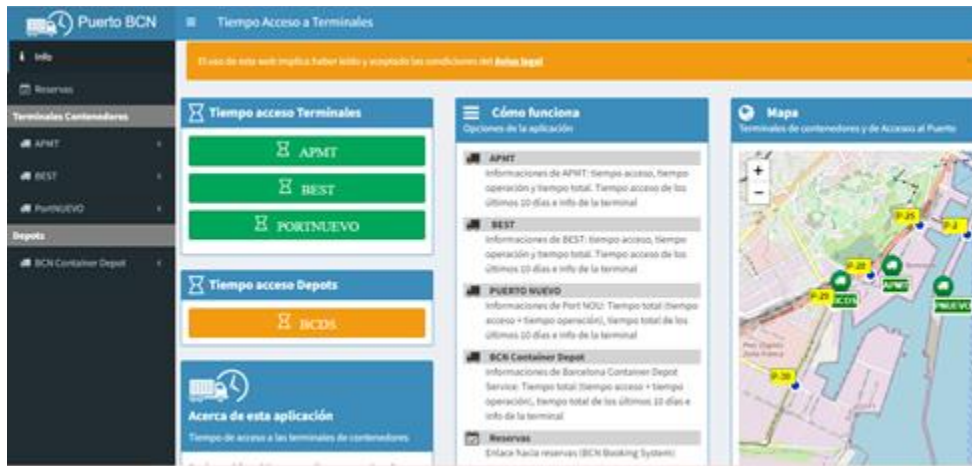 Puerto BCN
Tiempo Acceso a Terminales
Info
Reservas
Terminales Contenedores
APMT
BEST
PortNUEVO
Depots
BCN Container Depot
El uso de esta web implica haber leído y aceptado las condiciones del Aviso legal
Tiempo acceso Terminales
APMT
BEST
PORTNUEVO
Tiempo acceso Depots
BCDS
Acerca de esta aplicación
Tiempo de acceso a las terminales de contenedores
Cómo funciona
Opciones de la aplicación
APMT
Informaciones de APMT: tiempo acceso, tiempo
operación y tiempo total. Tiempo acceso de los
últimos 10 días e info de la terminal
BEST
Informaciones de BEST: tiempo acceso, tiempo
operación y tiempo total. Tiempo acceso de los
últimos 10 días e info de la terminal
PUERTO NUEVO
Informaciones de Port NOU: Tiempo total (tiempo
acceso + tiempo operación), tiempo total de los
últimos 10 días e info de la terminal
BCN Container Depot
Informaciones de Barcelona Container Depot
Service: Tiempo total (tiempo acceso + tiempo
operación), tiempo total de los últimos 10 días e
info de la terminal
Reservas
Enlace hacia reservas (BCN Booking System)
Mapa
Terminales de contenedores y de Accesos al Puerto
+
-
P-25
P-2
P-28
APMT
P-29
BCDS
PNUEVO
P-30